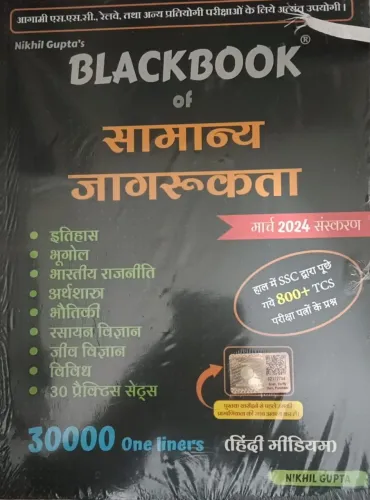 आगामी एस.एस.सी., रेलवे, तथा अन्य प्रतियोगी परीक्षाओं के लिये अत्यंत उपयोगी।
Nikhil Gupta's
BLACKBOOK®
of
सामान्य
जागरूकता
मार्च 2024 संस्करण
• इतिहास
• भूगोल
• भारतीय राजनीति
• अर्थशास्त्र
• भौतिकी
• रसायन विज्ञान
• जीव विज्ञान
• विविध
• 30 प्रैक्टिस सेट्स
हाल में SSC द्वारा पूछे
गये 800+ TCS
परीक्षा पत्रों के प्रश्न
30000 One liners
(हिंदी मीडियम)
NIKHIL GUPTA